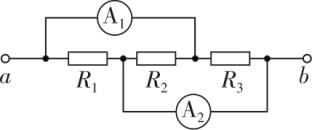 A₁
a R₁ R₂ R₃ b
A₂